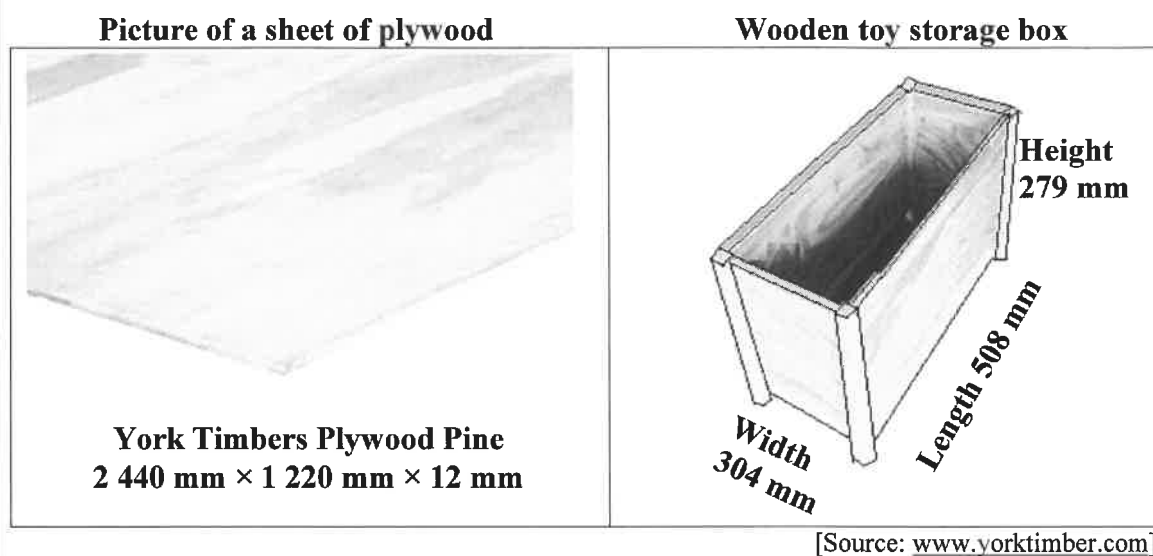 Picture of a sheet of plywood
Wooden toy storage box
Height
279 mm
Length 508 mm
Width
304 mm
York Timbers Plywood Pine
2 440 mm × 1 220 mm × 12 mm
[Source: www.yorktimber.com]